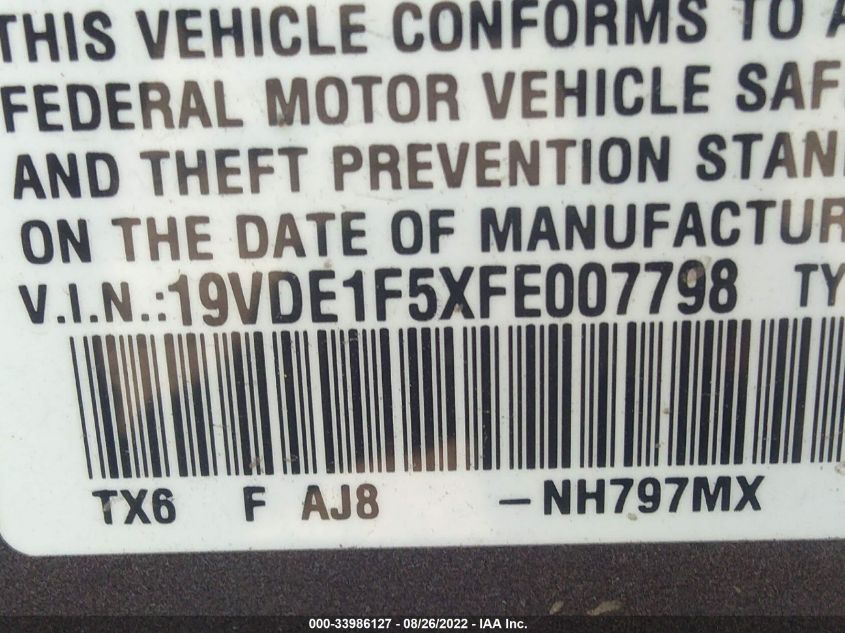 THIS VEHICLE CONFORMS TO
FEDERAL MOTOR VEHICLE SAF
AND THEFT PREVENTION STAN
ON THE DATE OF MANUFACTUR
V.I.N.:19VDE1F5XFE007798 TY
TX6 F AJ8 -NH797MX
000-33986127 - 08/26/2022 - IAA Inc.